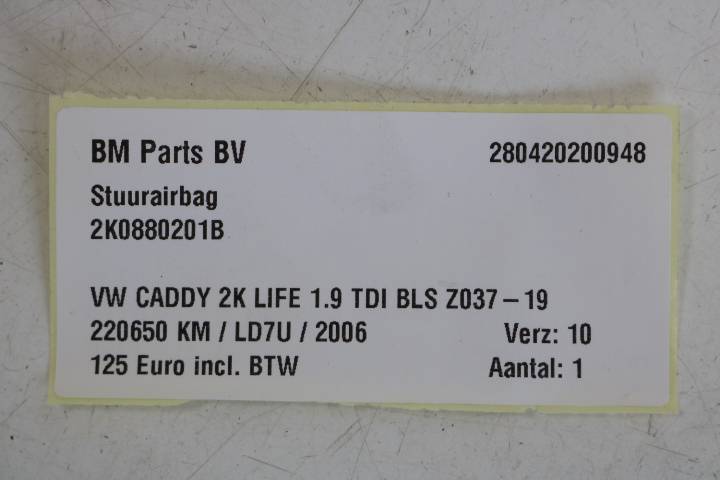 BM Parts BV 280420200948
Stuurairbag
2K0880201B
VW CADDY 2K LIFE 1.9 TDI BLS Z037-19
220650 KM / LD7U / 2006 Verz: 10
125 Euro incl. BTW Aantal: 1